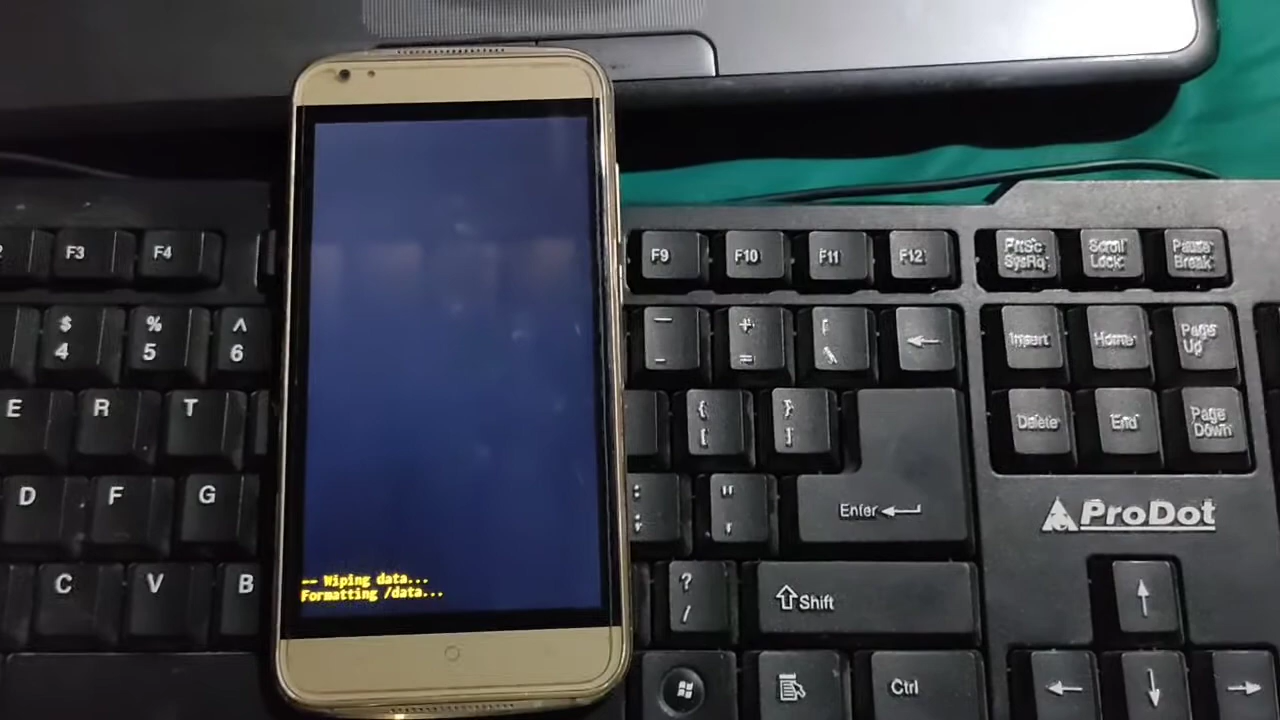 F3 F4 F9 F10 F11 F12 PrtSc SysRq Scroll Lock Pause Break
$ 4 % 5 ^ 6 — - + = | \ ← Insert Home Page Up
E R T { [ } ] Delete End Page Down
D F G : ; " ' Enter ←
ProDot
-- Wiping data...
Formatting /data...
C V B ? / ⇧ Shift ↑
Ctrl ← ↓ →